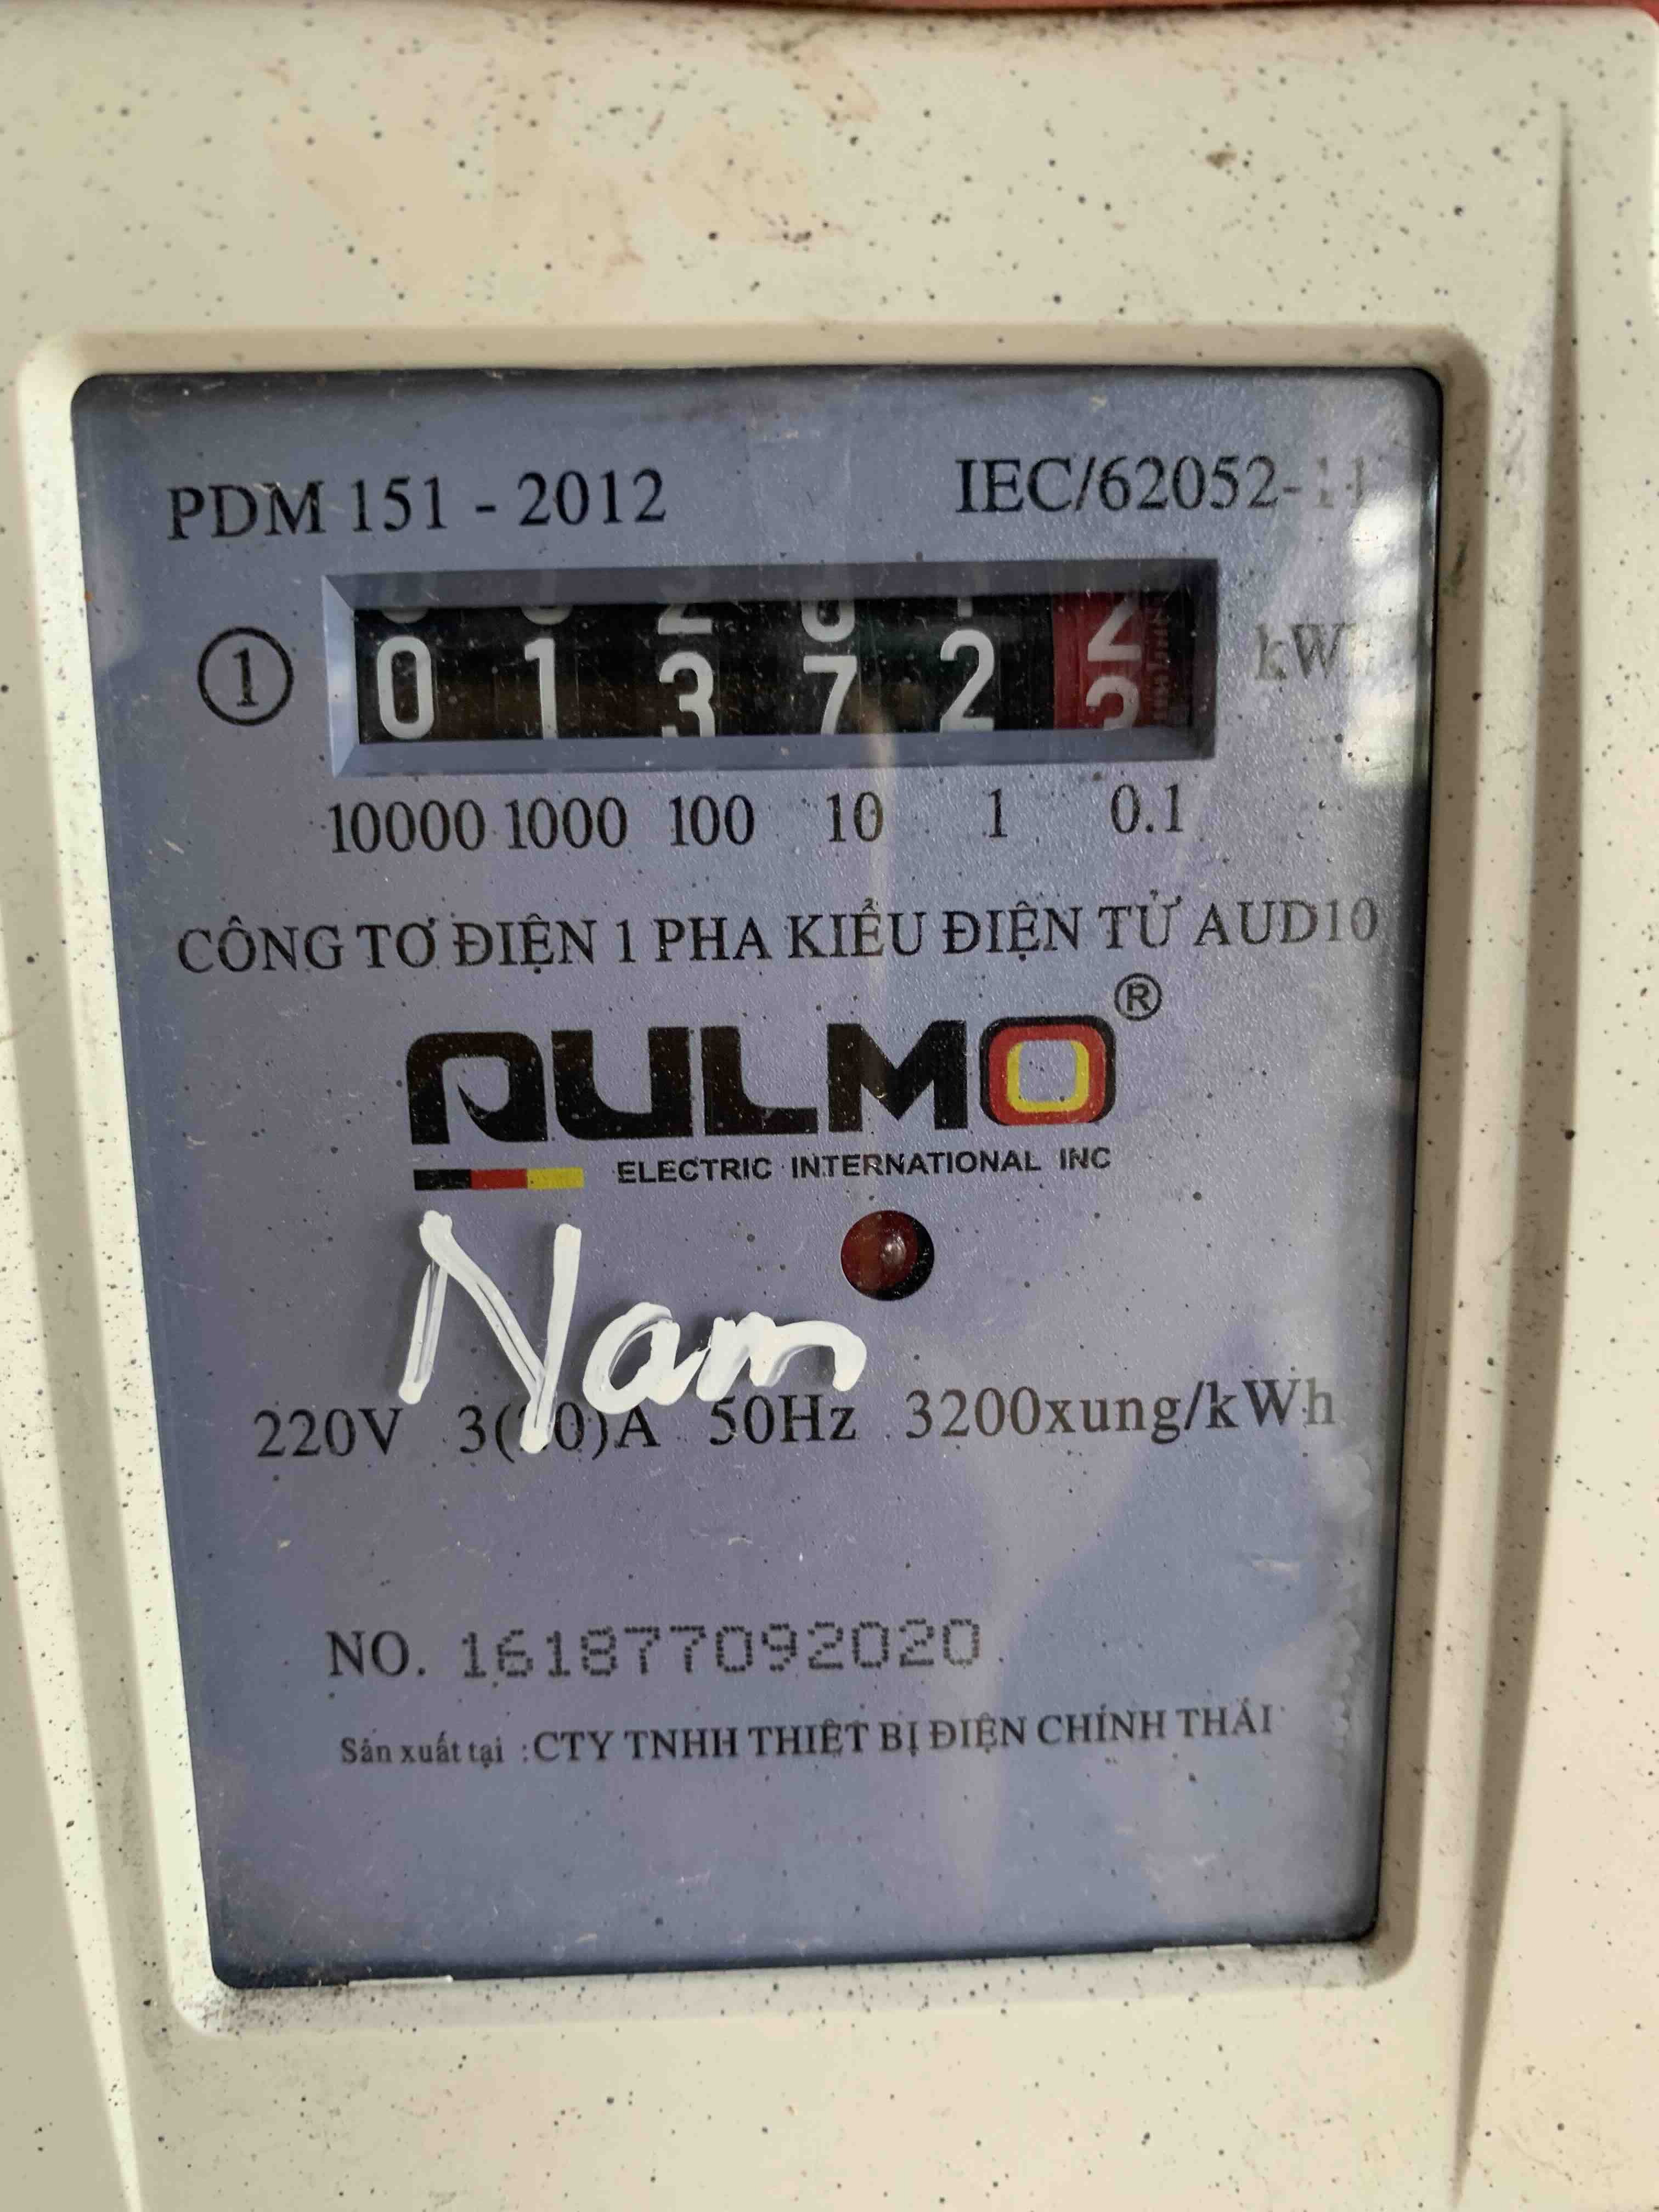 PDM 151 - 2012 IEC/62052-11
1 0 1 3 7 2 2 kWh
10000 1000 100 10 1 0.1
CÔNG TƠ ĐIỆN 1 PHA KIỂU ĐIỆN TỬ AUD10
AULMO ®
ELECTRIC INTERNATIONAL INC
Nam
220V 50Hz 3200xung/kWh
NO. 161877092020
Sản xuất tại : CTY TNHH THIẾT BỊ ĐIỆN CHÍNH THÁI